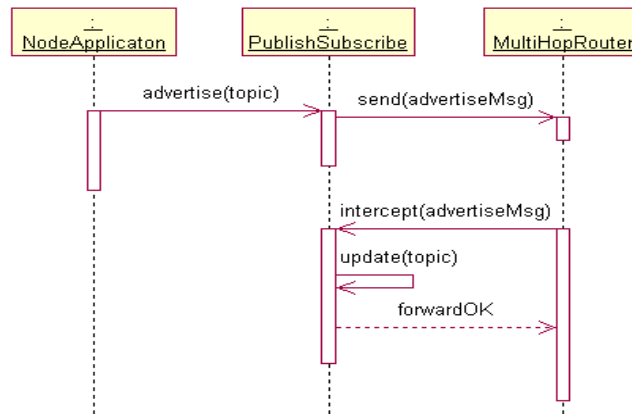 :
NodeApplicaton
:
PublishSubscribe
:
MultiHopRouter
advertise(topic)
send(advertiseMsg)
intercept(advertiseMsg)
update(topic)
forwardOK